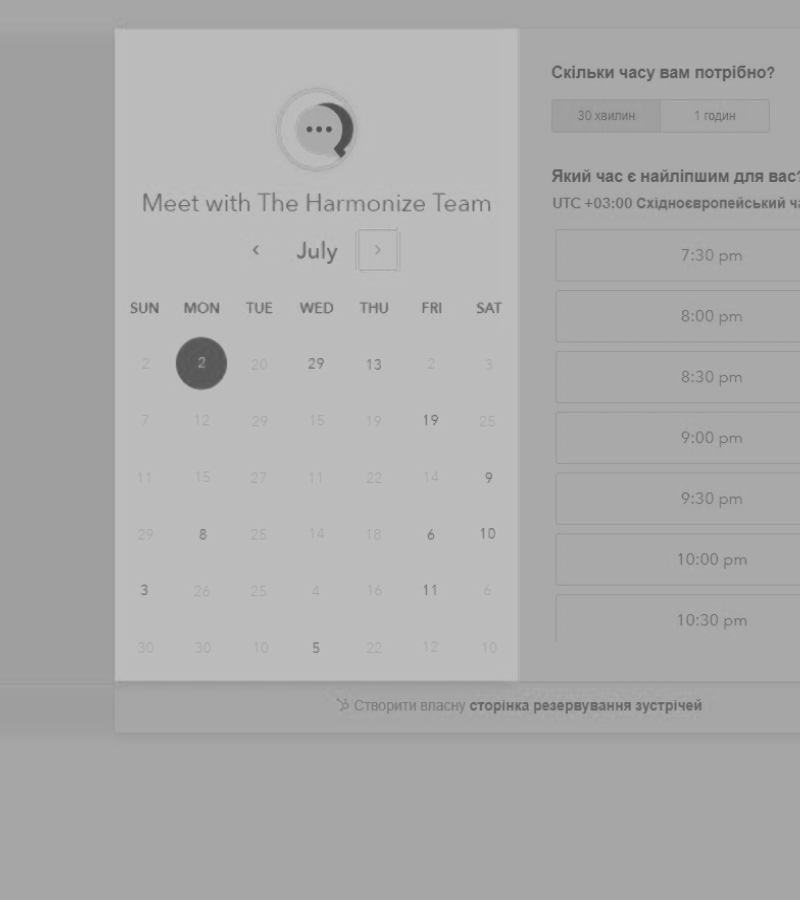 Meet with The Harmonize Team
July
SUN MON TUE WED THU FRI SAT
2 2 20 29 13 2 3
7 12 29 15 19 19 25
11 15 27 11 22 14 9
29 8 25 14 18 6 10
3 26 25 4 16 11 6
30 30 10 5 22 12 10
Скільки часу вам потрібно?
30 хвилин 1 годин
Який час є найліпшим для вас?
UTC +03:00 Східноєвропейський ча
7:30 pm
8:00 pm
8:30 pm
9:00 pm
9:30 pm
10:00 pm
10:30 pm
Створити власну сторінка резервування зустрічей